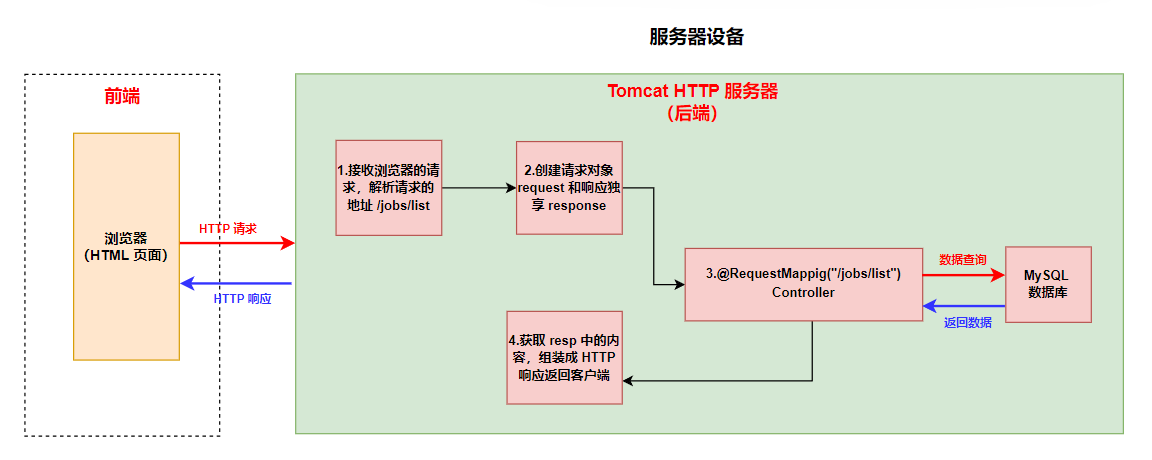 服务器设备
前端
Tomcat HTTP 服务器
（后端）
1.接收浏览器的请
求，解析请求的
地址 /jobs/list
2.创建请求对象
request 和响应独
享 response
HTTP 请求
浏览器
（HTML 页面）
HTTP 响应
3.@RequestMappig("/jobs/list")
Controller
数据查询
MySQL
数据库
返回数据
4.获取 resp 中的内
容，组装成 HTTP
响应返回客户端